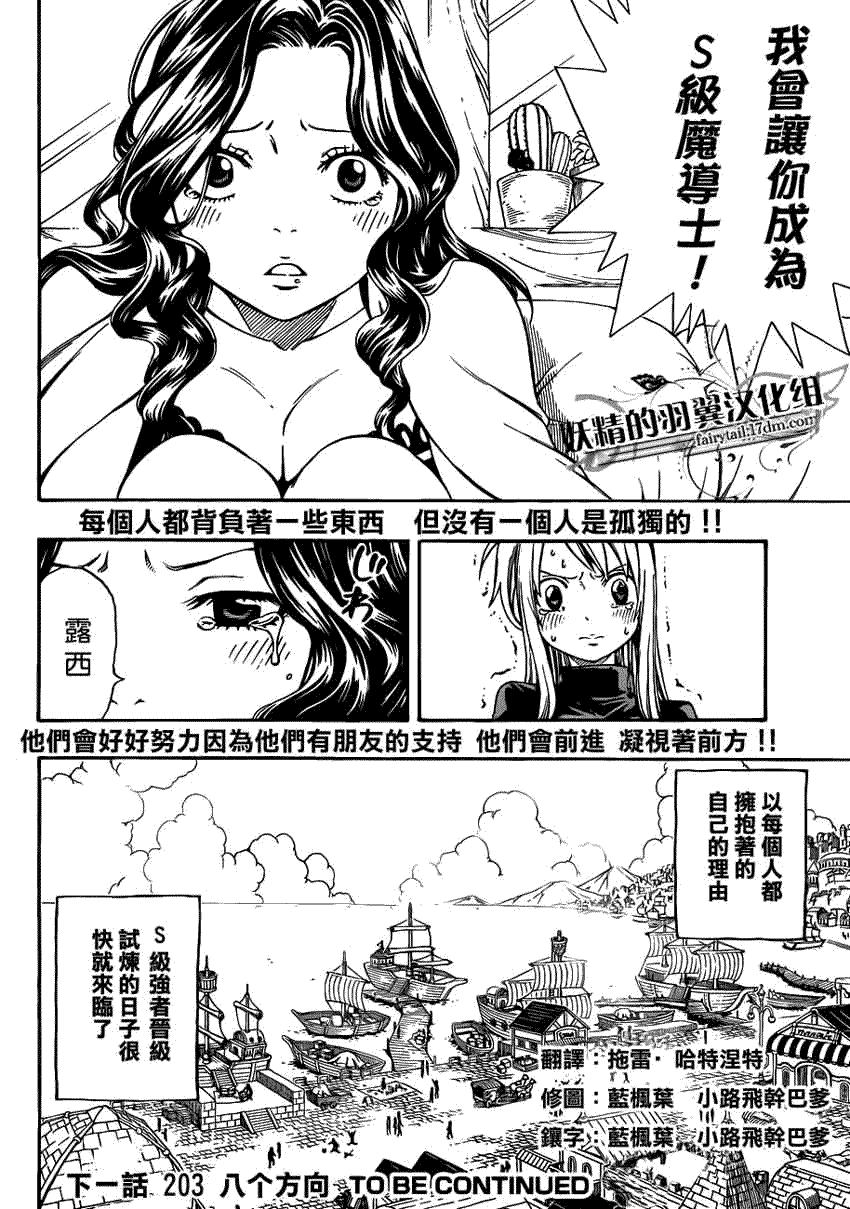 我會讓你成為
S級魔導士！
妖精的羽翼汉化组
fairytail.17dm.com
每個人都背負著一些東西 但沒有一個人是孤獨的 !!
じわ
露西
他們會好好努力因為他們有朋友的支持 他們會前進 凝視著前方 !!
以每個人都
擁抱著的
自己的理由
S級強者晉級
試煉的日子很
快就來臨了
翻譯：拖雷·哈特涅特
修圖：藍楓葉 小路飛幹巴爹
鑲字：藍楓葉 小路飛幹巴爹
下一話 203 八个方向 TO BE CONTINUED